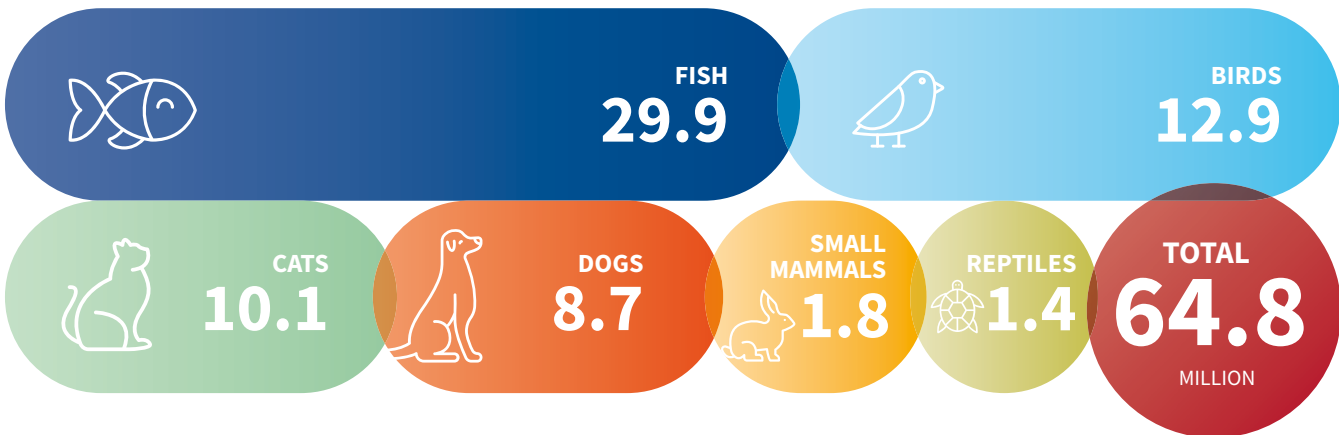 FISH
29.9
BIRDS
12.9
CATS
10.1
DOGS
8.7
SMALL
MAMMALS
1.8
REPTILES
1.4
TOTAL
64.8
MILLION